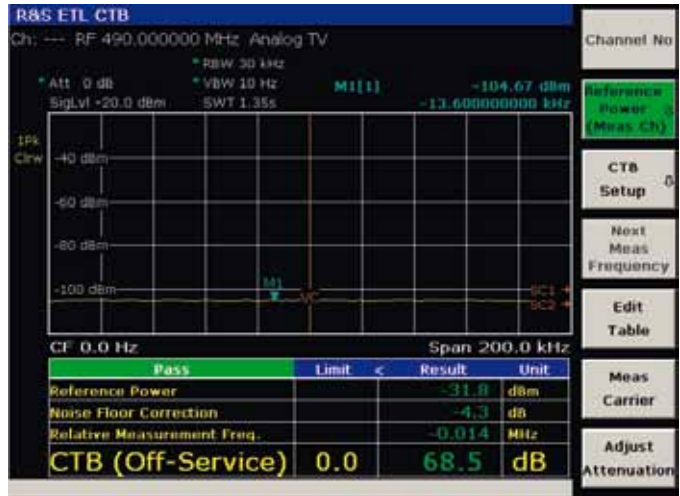 R&S ETL CTB
Ch: --- RF 490.000000 MHz Analog TV
* RBW 30 kHz
* Att 0 dB * VBW 10 Hz M1[1] -104.67 dBm
SigLvl -20.0 dBm SWT 1.35s -13.600000000 kHz
1Pk
Clrw
-40 dBm
-60 dBm
-80 dBm
-100 dBm
M1
VC
SC1
SC2
CF 0.0 Hz Span 200.0 kHz
Pass Limit < Result Unit
Reference Power -31.8 dBm
Noise Floor Correction -4.3 dB
Relative Measurement Freq. -0.014 MHz
CTB (Off-Service) 0.0 68.5 dB
Channel No
Reference
Power
(Meas Ch)
CTB
Setup
Next
Meas
Frequency
Edit
Table
Meas
Carrier
Adjust
Attenuation